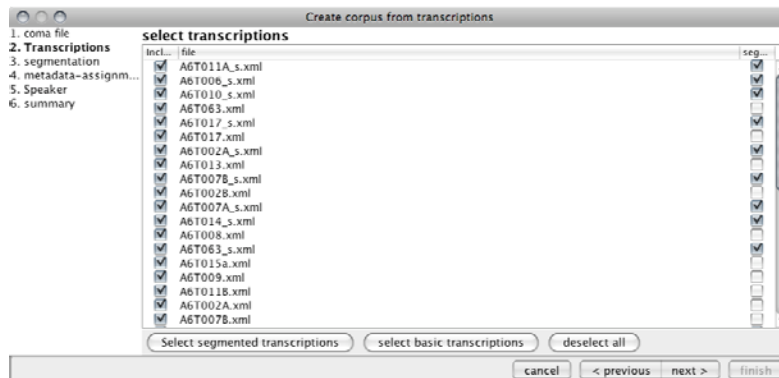 Create corpus from transcriptions
1. coma file
2. Transcriptions
3. segmentation
4. metadata-assignm...
5. Speaker
6. summary
select transcriptions
Incl... file seg...
A6T011A_s.xml
A6T006_s.xml
A6T010_s.xml
A6T063.xml
A6T017_s.xml
A6T017.xml
A6T002A_s.xml
A6T013.xml
A6T007B_s.xml
A6T002B.xml
A6T007A_s.xml
A6T014_s.xml
A6T008.xml
A6T063_s.xml
A6T015a.xml
A6T009.xml
A6T011B.xml
A6T002A.xml
A6T007B.xml
Select segmented transcriptions select basic transcriptions deselect all
cancel < previous next > finish